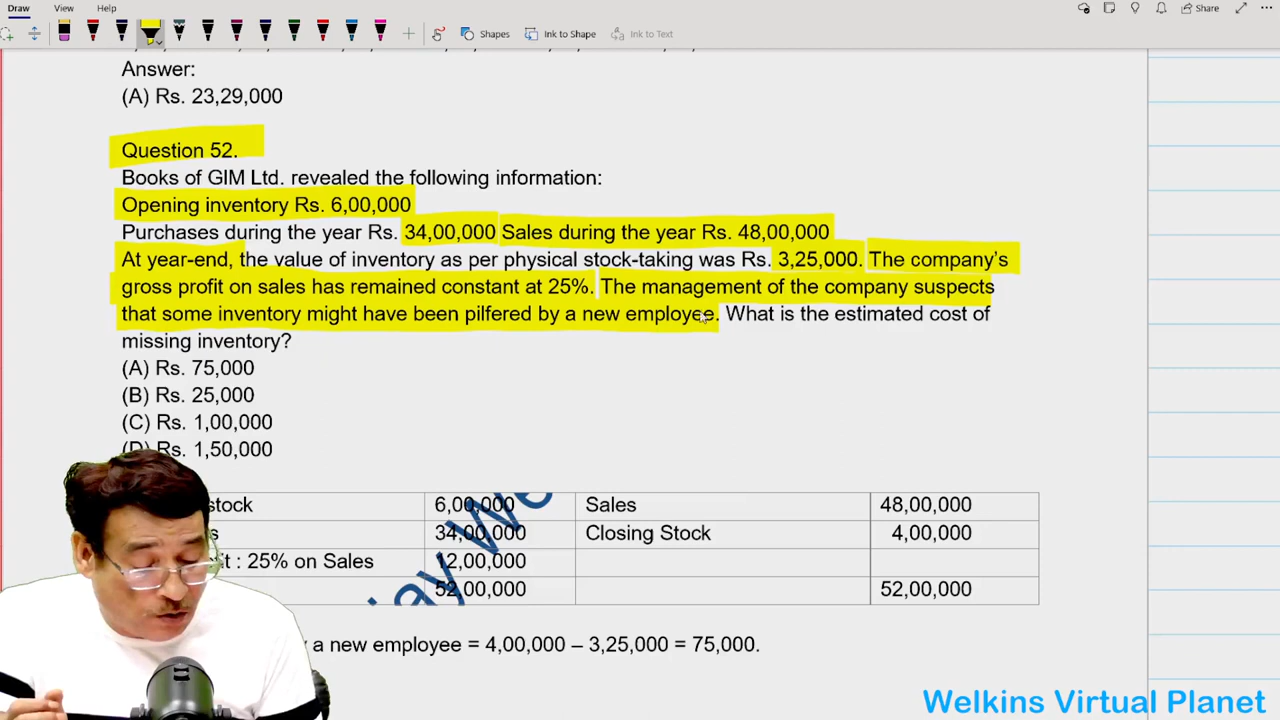 Draw View Help
Shapes Ink to Shape Ink to Text Share
Answer:
(A) Rs. 23,29,000
Question 52.
Books of GIM Ltd. revealed the following information:
Opening inventory Rs. 6,00,000
Purchases during the year Rs. 34,00,000 Sales during the year Rs. 48,00,000
At year-end, the value of inventory as per physical stock-taking was Rs. 3,25,000. The company's
gross profit on sales has remained constant at 25%. The management of the company suspects
that some inventory might have been pilfered by a new employee. What is the estimated cost of
missing inventory?
(A) Rs. 75,000
(B) Rs. 25,000
(C) Rs. 1,00,000
(D) Rs. 1,50,000
stock 6,00,000 Sales 48,00,000
34,00,000 Closing Stock 4,00,000
: 25% on Sales 12,00,000
52,00,000 52,00,000
a new employee = 4,00,000 – 3,25,000 = 75,000.
Welkins Virtual Planet